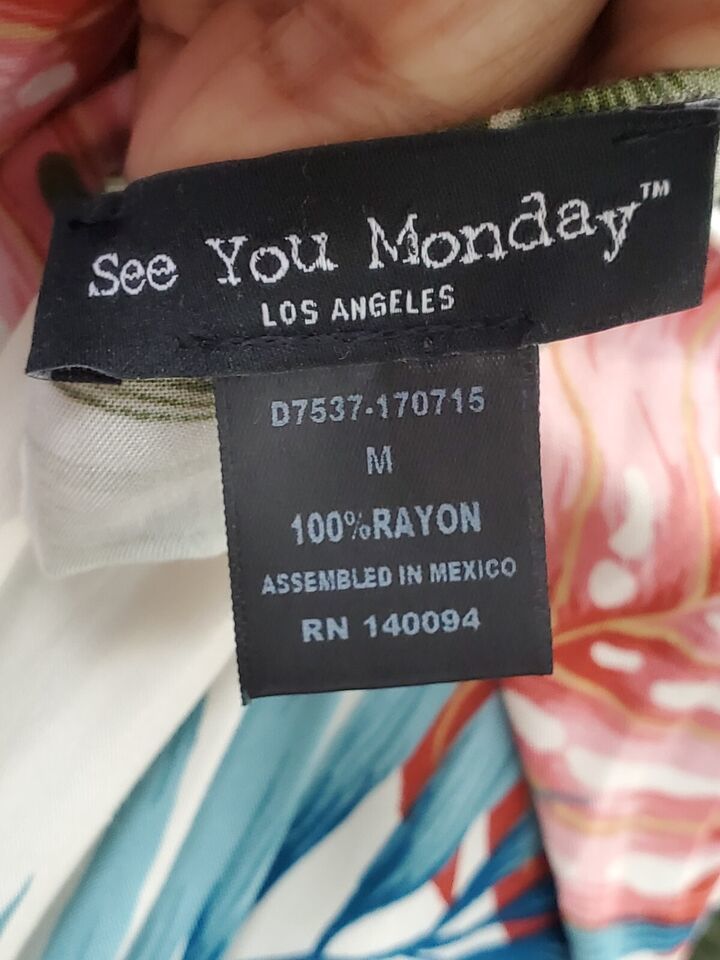 See You Monday™
LOS ANGELES
D7537-170715
M
100%RAYON
ASSEMBLED IN MEXICO
RN 140094